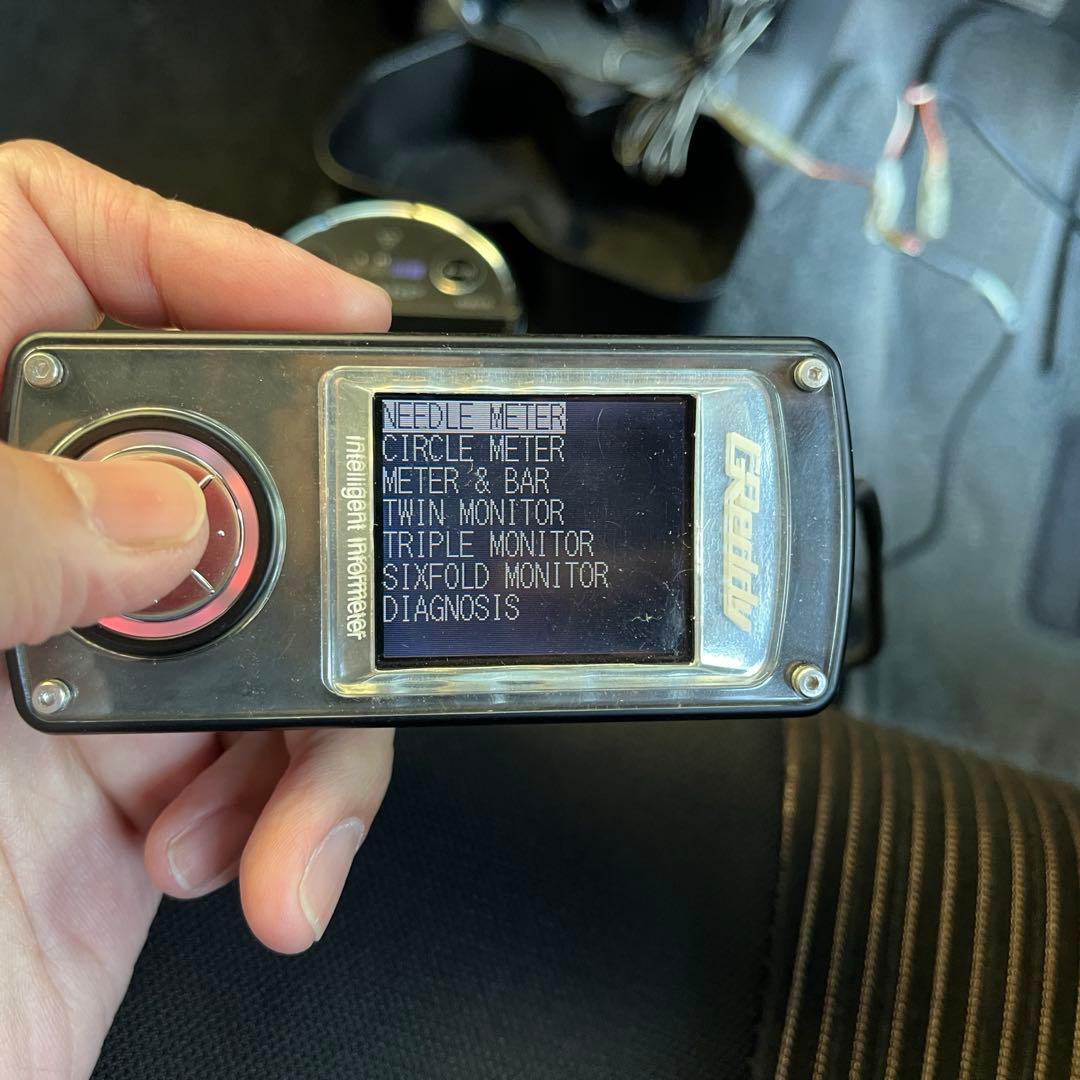 NEEDLE METER
CIRCLE METER
METER & BAR
TWIN MONITOR
TRIPLE MONITOR
SIXFOLD MONITOR
DIAGNOSIS
Intelligent Informeter
GReddy